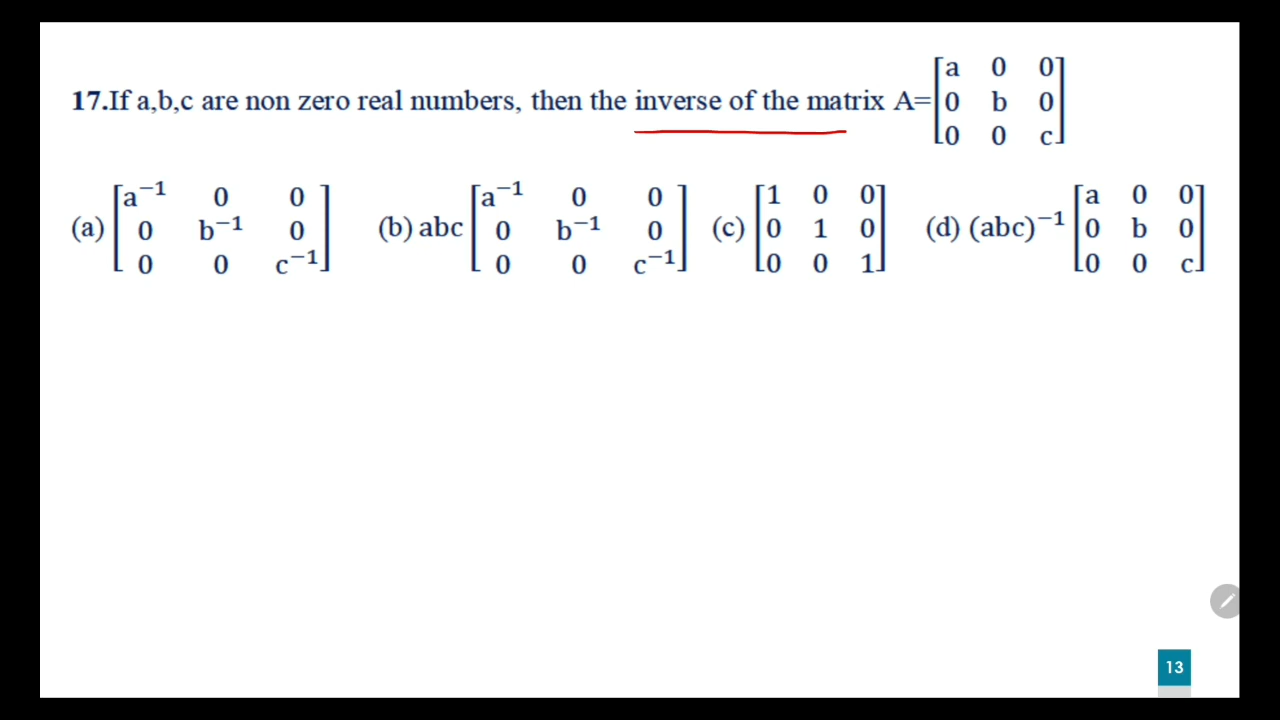 17.If a,b,c are non zero real numbers, then the inverse of the matrix A=[a 0 0
0 b 0
0 0 c]
(a) [a⁻¹ 0 0
0 b⁻¹ 0
0 0 c⁻¹]
(b) abc [a⁻¹ 0 0
0 b⁻¹ 0
0 0 c⁻¹]
(c) [1 0 0
0 1 0
0 0 1]
(d) (abc)⁻¹ [a 0 0
0 b 0
0 0 c]
13